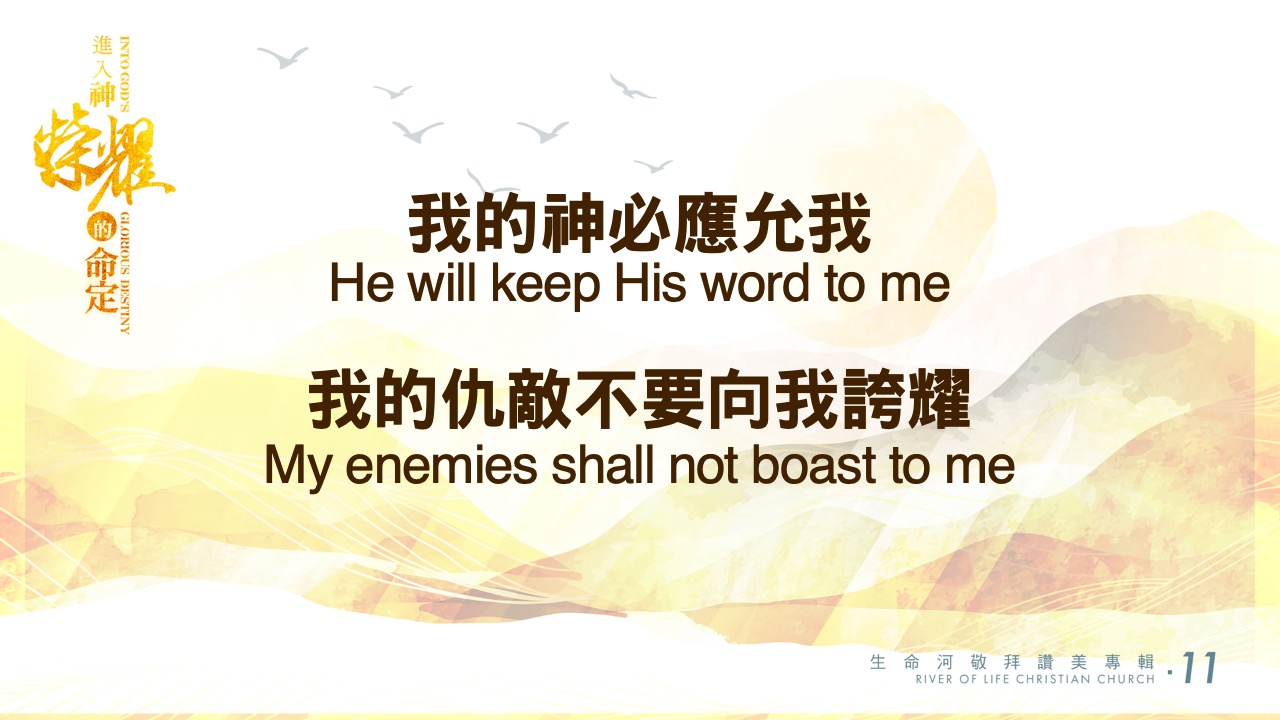 進入神
榮耀
的
命定
INTO GOD'S
GLORIOUS DESTINY
我的神必應允我
He will keep His word to me
我的仇敵不要向我誇耀
My enemies shall not boast to me
生命河敬拜讚美專輯
RIVER OF LIFE CHRISTIAN CHURCH
·11